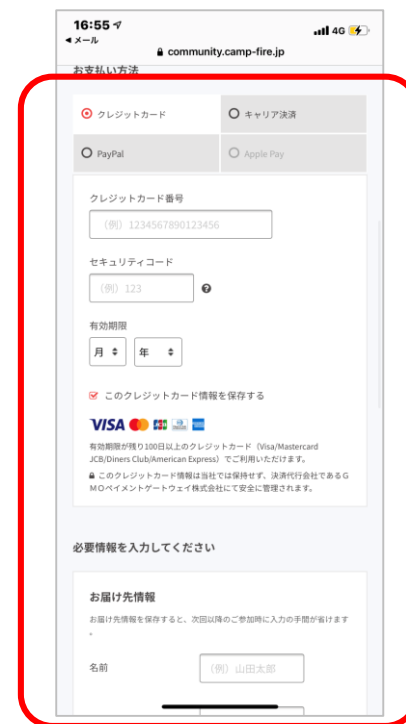 16:55
4G
◀ メール
community.camp-fire.jp
お支払い方法
クレジットカード
キャリア決済
PayPal
Apple Pay
クレジットカード番号
(例) 1234567890123456
セキュリティコード
(例) 123
有効期限
月
年
このクレジットカード情報を保存する
VISA
有効期限が残り100日以上のクレジットカード（Visa/Mastercard
JCB/Diners Club/American Express）でご利用いただけます。
このクレジットカード情報は当社では保持せず、決済代行会社であるG
MOペイメントゲートウェイ株式会社にて安全に管理されます。
必要情報を入力してください
お届け先情報
お届け先情報を保存すると、次回以降のご参加時に入力の手間が省けます
。
名前
(例) 山田太郎